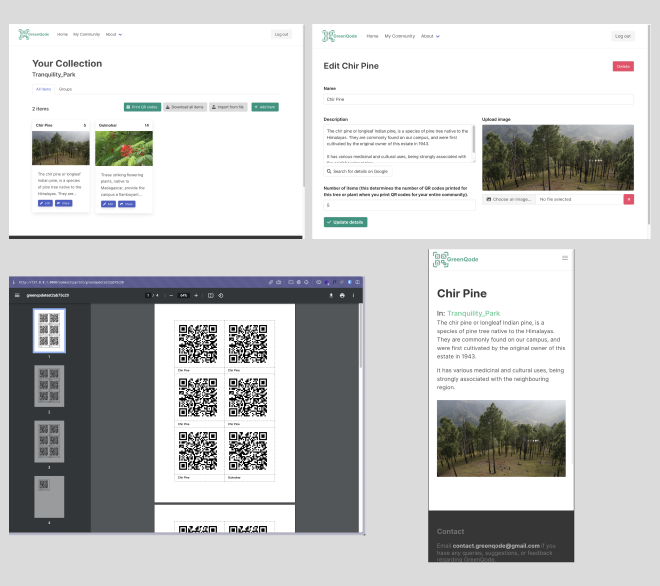 GreenQode Home My Community About Log out
Your Collection
Tranquility_Park
All items Groups
2 items Print QR codes Download all items Import from file Add item
Chir Pine 5 Gulmohar 14
The chir pine or longleaf Indian pine, is a species of pine tree native to the Himalayas. They are...
These striking flowering plants, native to Madagascar, provide the campus a flamboyant...
Edit Share Edit Share
GreenQode Home My Community About Log out
Edit Chir Pine Delete
Name
Chir Pine
Description
The chir pine or longleaf Indian pine, is a species of pine tree native to the
Himalayas. They are commonly found on our campus, and were first
cultivated by the original owner of this estate in 1943.
It has various medicinal and cultural uses, being strongly associated with
Search for details on Google
Number of items (this determines the number of QR codes printed for
this tree or plant when you print QR codes for your entire community).
5
Update details
Upload image
Choose an image... No file selected
1 / 4 64%
1
2
3
4
Chir Pine Chir Pine
Chir Pine Chir Pine
Chir Pine Gulmohar
GreenQode
Chir Pine
In: Tranquility_Park
The chir pine or longleaf Indian pine, is a
species of pine tree native to the Himalayas.
They are commonly found on our campus, and
were first cultivated by the original owner of this
estate in 1943.
It has various medicinal and cultural uses, being
strongly associated with the neighbouring
region.
Contact
Email contact.greenqode@gmail.com if you
have any queries, suggestions, or feedback
regarding GreenQode.